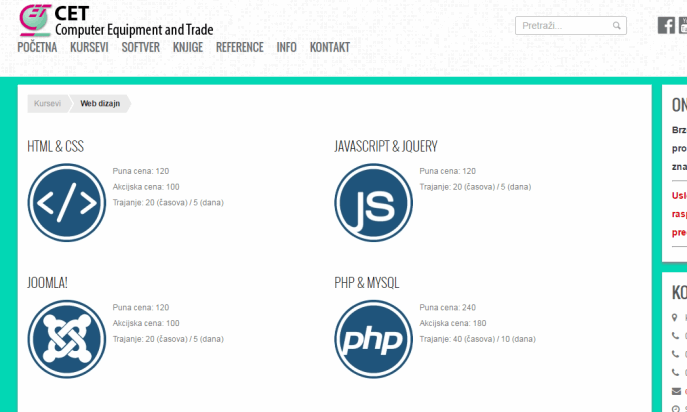 CET
Computer Equipment and Trade
Pretraži...
POČETNA KURSEVI SOFTVER KNJIGE REFERENCE INFO KONTAKT
Kursevi Web dizajn
HTML & CSS
</>
Puna cena: 120
Akcijska cena: 100
Trajanje: 20 (časova) / 5 (dana)
JAVASCRIPT & JQUERY
JS
Puna cena: 120
Trajanje: 20 (časova) / 5 (dana)
JOOMLA!
Puna cena: 120
Akcijska cena: 100
Trajanje: 20 (časova) / 5 (dana)
PHP & MYSQL
php
Puna cena: 240
Akcijska cena: 180
Trajanje: 40 (časova) / 10 (dana)
ON
Brz
pro
zna
Usl
ras
pre
KO